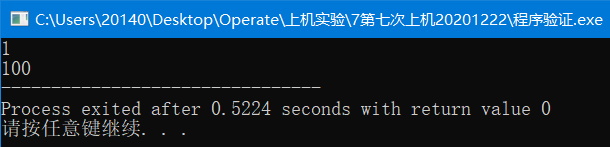 C:\Users\20140\Desktop\Operate\上机实验\7第七次上机20201222\程序验证.exe
1
100
--------------------------------
Process exited after 0.5224 seconds with return value 0
请按任意键继续. . .